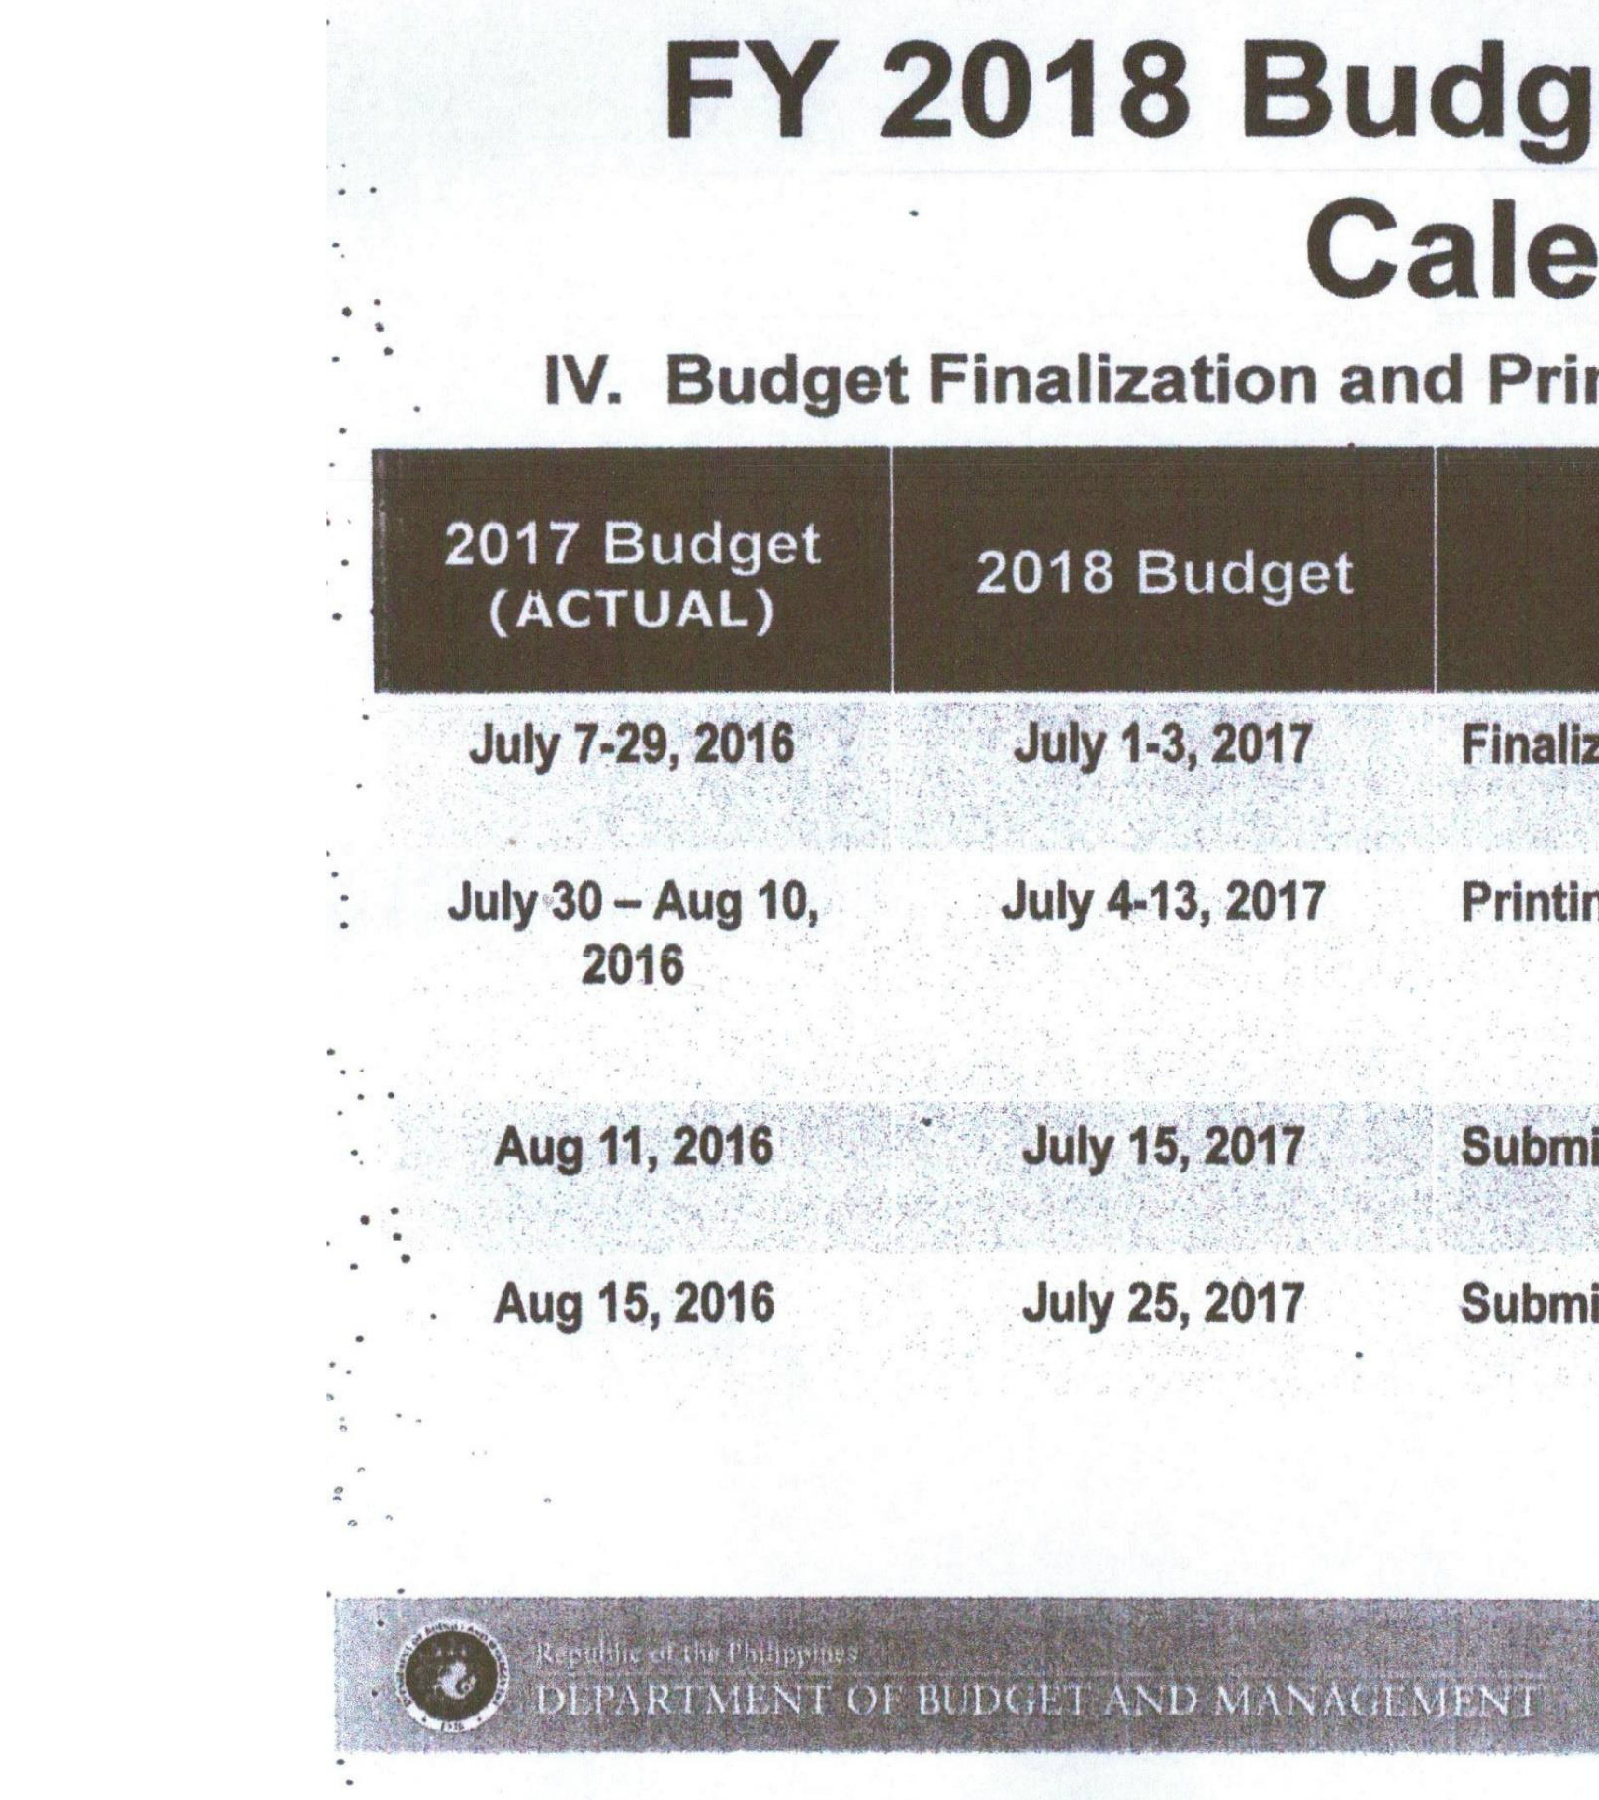 FY 2018 Budg
Cale
IV. Budget Finalization and Prin
2017 Budget
(ACTUAL)
2018 Budget
July 7-29, 2016
July 1-3, 2017
Finaliz
July 30 – Aug 10,
2016
July 4-13, 2017
Printin
Aug 11, 2016
July 15, 2017
Submi
Aug 15, 2016
July 25, 2017
Submi
Republic of the Philippines
DEPARTMENT OF BUDGET AND MANAGEMENT